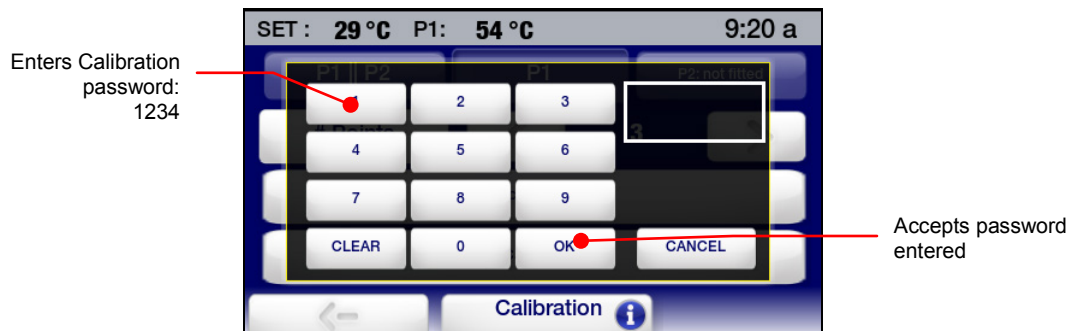 SET : 29 °C P1: 54 °C 9:20 a
Enters Calibration
password:
1234
P1 P2 P1 P2: not fitted
2 3
# Points 3
4 5 6
7 8 9
CLEAR 0 OK CANCEL
Accepts password
entered
Calibration i